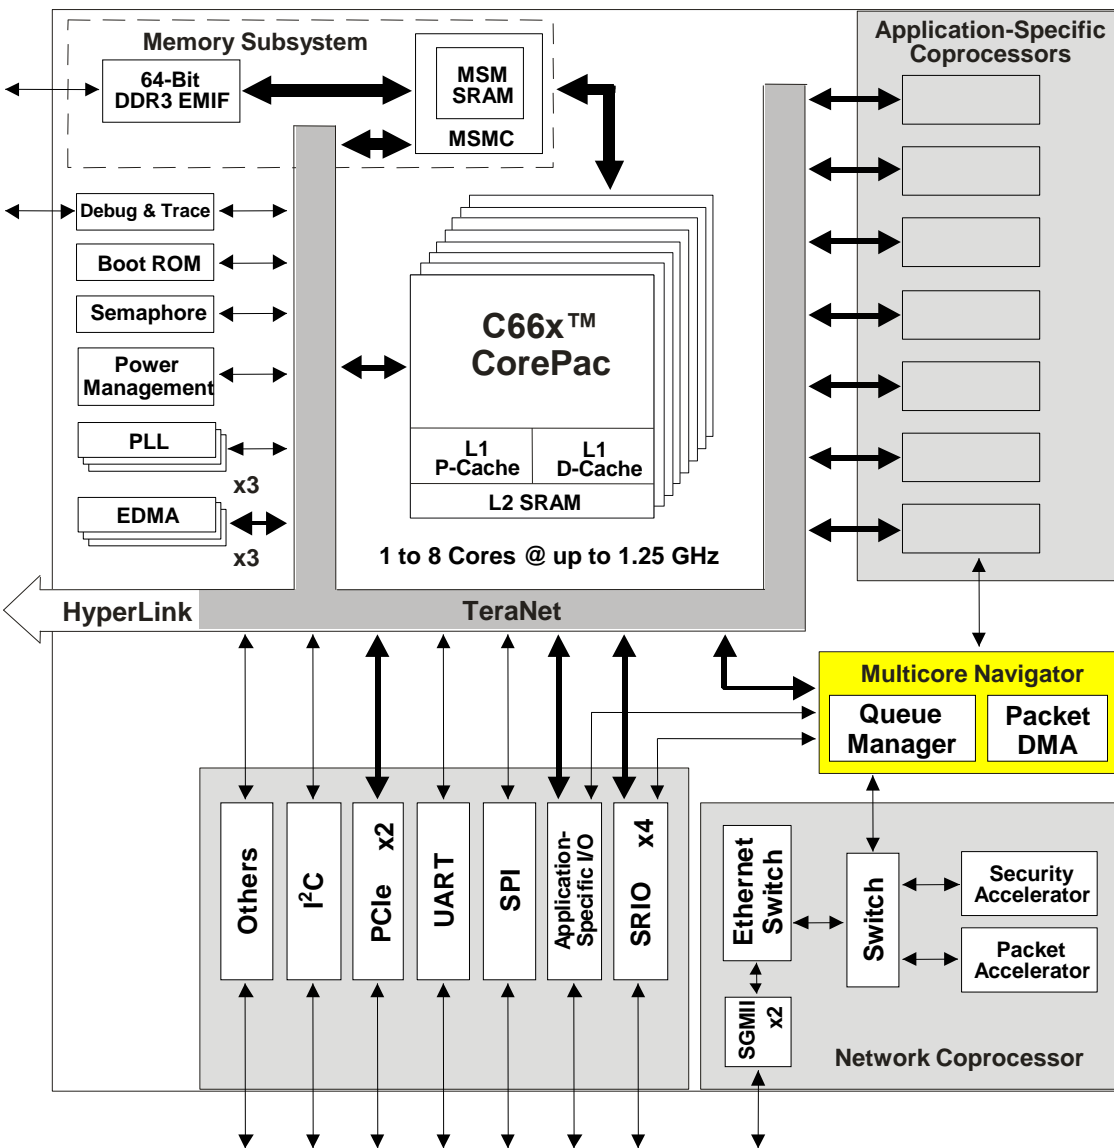 Memory Subsystem
64-Bit
DDR3 EMIF
MSM
SRAM
MSMC
Application-Specific
Coprocessors
Debug & Trace
Boot ROM
Semaphore
Power
Management
PLL
x3
EDMA
x3
C66x™
CorePac
L1
P-Cache
L1
D-Cache
L2 SRAM
1 to 8 Cores @ up to 1.25 GHz
HyperLink
TeraNet
Multicore Navigator
Queue
Manager
Packet
DMA
Others
I²C
PCIe x2
UART
SPI
Application-
Specific I/O
SRIO x4
Ethernet
Switch
Switch
Security
Accelerator
Packet
Accelerator
SGMII
x2
Network Coprocessor